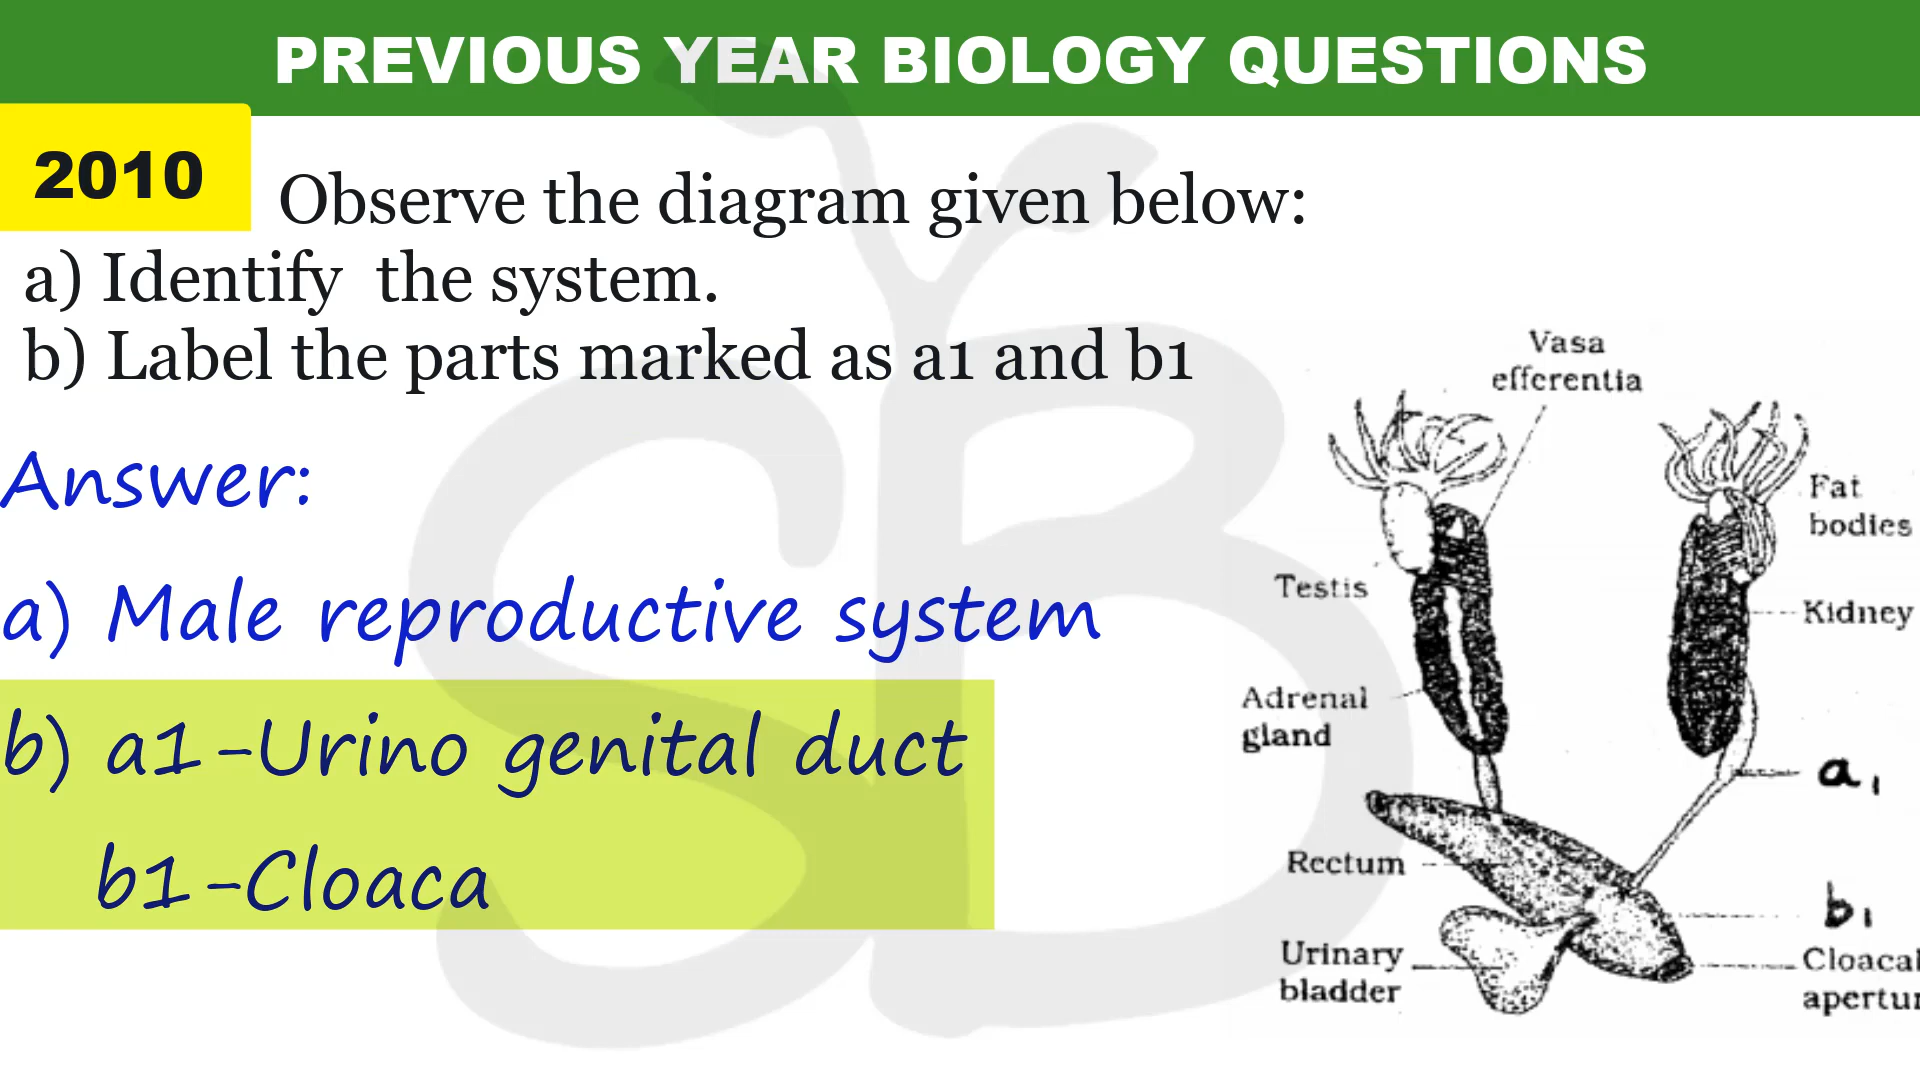 PREVIOUS YEAR BIOLOGY QUESTIONS
2010
Observe the diagram given below:
a) Identify the system.
b) Label the parts marked as a1 and b1
Answer:
a) Male reproductive system
b) a1-Urino genital duct
b1-Cloaca
Vasa
efferentia
Fat
bodies
Testis
Kidney
Adrenal
gland
a1
Rectum
b1
Urinary
bladder
Cloacal
apertur
SB